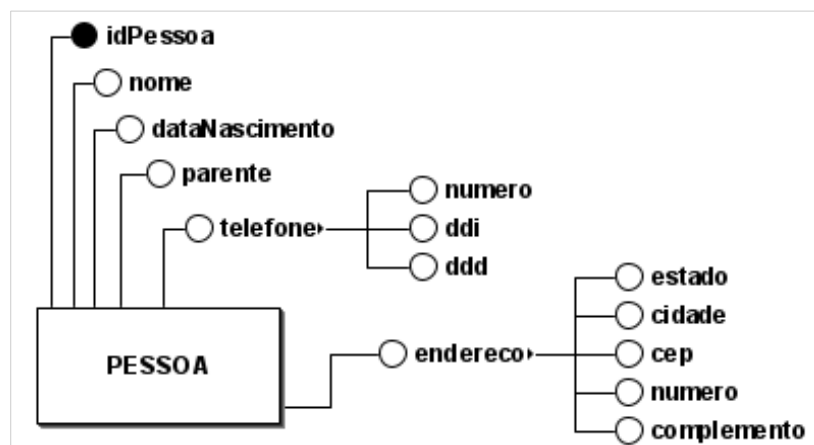 idPessoa
nome
dataNascimento
parente
telefone
numero
ddi
ddd
PESSOA
endereco
estado
cidade
cep
numero
complemento